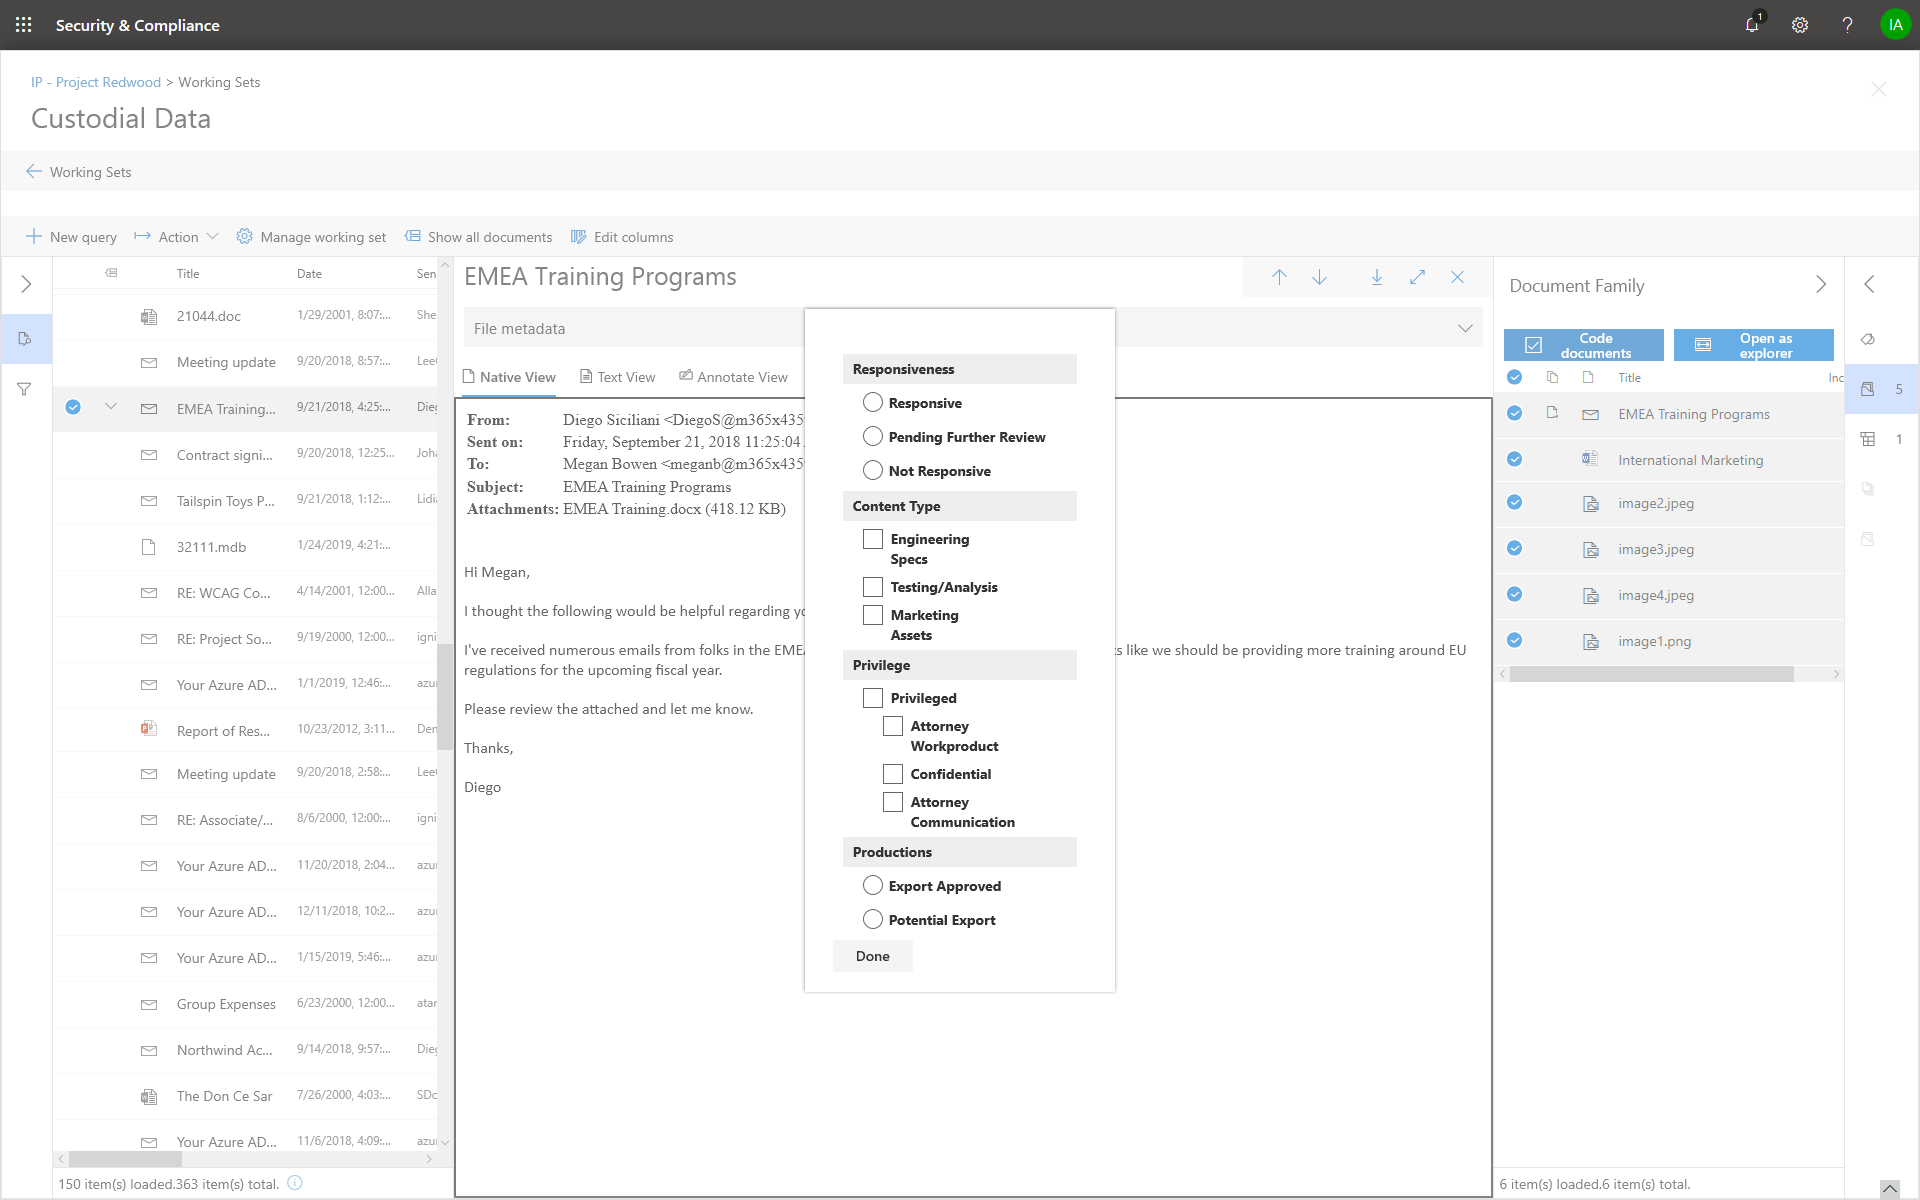 Security & Compliance
1
IA
IP - Project Redwood > Working Sets
Custodial Data
Working Sets
New query
Action
Manage working set
Show all documents
Edit columns
Title Date Sen
21044.doc 1/29/2001, 8:07:... She
Meeting update 9/20/2018, 8:57:... Lee
EMEA Training... 9/21/2018, 4:25:... Die
Contract signi... 9/20/2018, 12:25... Joh
Tailspin Toys P... 9/21/2018, 1:12:... Lidi
32111.mdb 1/24/2019, 4:21:...
RE: WCAG Co... 4/14/2001, 12:00... Alla
RE: Project So... 9/19/2000, 12:00... igni
Your Azure AD... 1/1/2019, 12:46:... azu
Report of Res... 10/23/2012, 3:11... Den
Meeting update 9/20/2018, 2:58:... Lee
RE: Associate/... 8/6/2000, 12:00:... igni
Your Azure AD... 11/20/2018, 2:04... azu
Your Azure AD... 12/11/2018, 10:2... azu
Your Azure AD... 1/15/2019, 5:46:... azu
Group Expenses 6/23/2000, 12:00... atar
Northwind Ac... 9/14/2018, 9:57:... Die
The Don Ce Sar 7/26/2000, 4:03:... SDo
Your Azure AD... 11/6/2018, 4:09:... azu
150 item(s) loaded.363 item(s) total.
EMEA Training Programs
File metadata
Native View
Text View
Annotate View
From: Diego Siciliani <DiegoS@m365x435
Sent on: Friday, September 21, 2018 11:25:04
To: Megan Bowen <meganb@m365x435
Subject: EMEA Training Programs
Attachments: EMEA Training.docx (418.12 KB)
Hi Megan,
I thought the following would be helpful regarding yo
I've received numerous emails from folks in the EMEA
s like we should be providing more training around EU
regulations for the upcoming fiscal year.
Please review the attached and let me know.
Thanks,
Diego
Responsiveness
Responsive
Pending Further Review
Not Responsive
Content Type
Engineering
Specs
Testing/Analysis
Marketing
Assets
Privilege
Privileged
Attorney
Workproduct
Confidential
Attorney
Communication
Productions
Export Approved
Potential Export
Done
Document Family
Code
documents
Open as
explorer
Title Inc
EMEA Training Programs
International Marketing
image2.jpeg
image3.jpeg
image4.jpeg
image1.png
5
1
6 item(s) loaded.6 item(s) total.